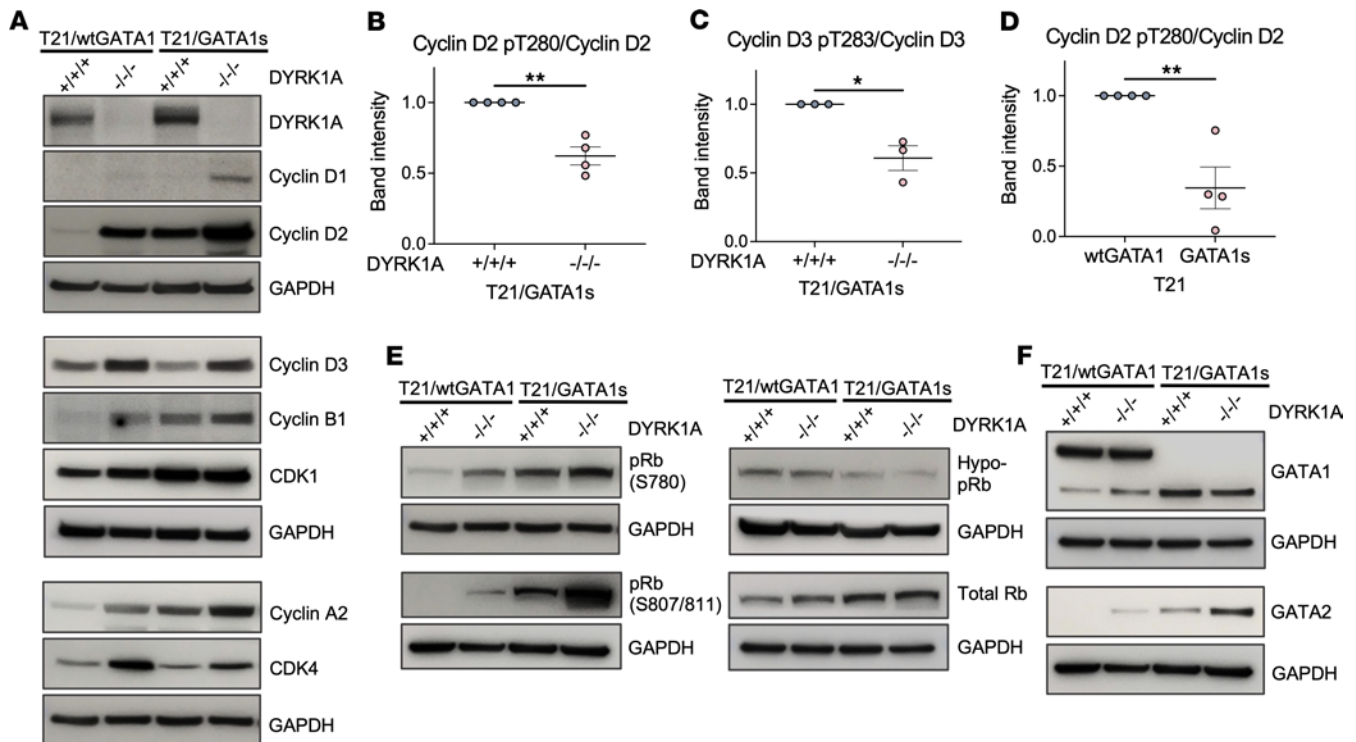 A
T21/wtGATA1 T21/GATA1s
+/+/+ -/-/- +/+/+ -/-/- DYRK1A
DYRK1A
Cyclin D1
Cyclin D2
GAPDH
Cyclin D3
Cyclin B1
CDK1
GAPDH
Cyclin A2
CDK4
GAPDH
B
Cyclin D2 pT280/Cyclin D2
**
Band intensity
1.0
0.5
0.0
DYRK1A +/+/+ -/-/-
T21/GATA1s
C
Cyclin D3 pT283/Cyclin D3
*
Band intensity
1.0
0.5
0.0
DYRK1A +/+/+ -/-/-
T21/GATA1s
D
Cyclin D2 pT280/Cyclin D2
**
Band intensity
1.0
0.5
0.0
wtGATA1 GATA1s
T21
E
T21/wtGATA1 T21/GATA1s
+/+/+ -/-/- +/+/+ -/-/- DYRK1A
pRb
(S780)
GAPDH
pRb
(S807/811)
GAPDH
T21/wtGATA1 T21/GATA1s
+/+/+ -/-/- +/+/+ -/-/- DYRK1A
Hypo-
pRb
GAPDH
Total Rb
GAPDH
F
T21/wtGATA1 T21/GATA1s
+/+/+ -/-/- +/+/+ -/-/- DYRK1A
GATA1
GAPDH
GATA2
GAPDH